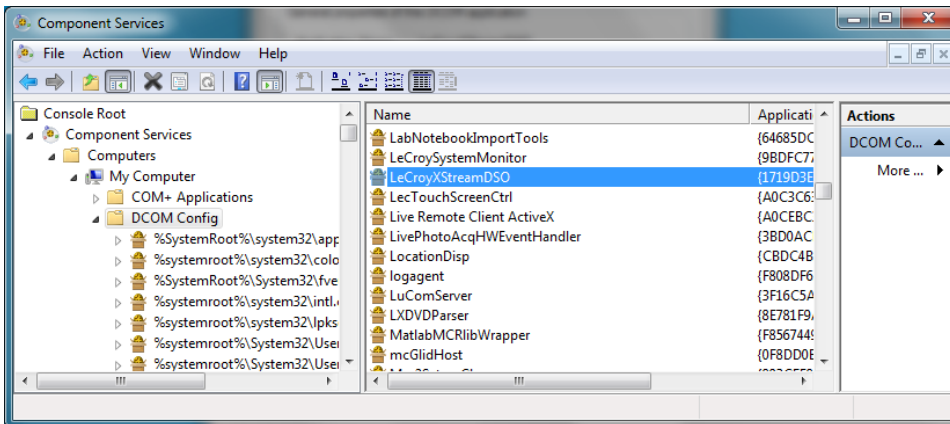 Component Services
File Action View Window Help
Console Root
Component Services
Computers
My Computer
COM+ Applications
DCOM Config
%SystemRoot%\system32\app
%systemroot%\system32\colo
%SystemRoot%\System32\fve
%systemroot%\system32\intl.
%systemroot%\system32\lpks
%systemroot%\System32\User
%systemroot%\System32\User
Name Applicati
LabNotebookImportTools {64685DC
LeCroySystemMonitor {9BDFC77
LeCroyXStreamDSO {1719D3E
LecTouchScreenCtrl {A0C3C63
Live Remote Client ActiveX {A0CEBC
LivePhotoAcqHWEventHandler {3BD0AC
LocationDisp {CBDC4B
logagent {F808DF6
LuComServer {3F16C5A
LXDVDParser {8E781F9
MatlabMCRlibWrapper {F8567449
mcGlidHost {0F8DD0E
Actions
DCOM Co...
More ...